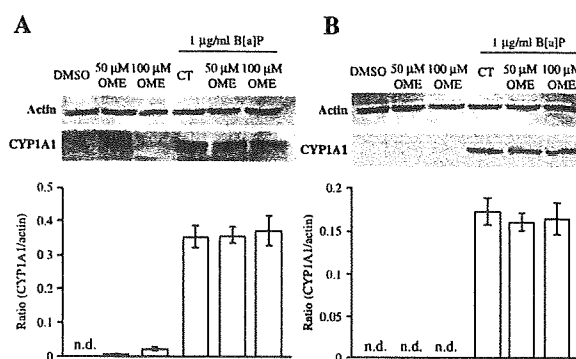 A
1 µg/ml B[a]P
DMSO 50 µM OME 100 µM OME CT 50 µM OME 100 µM OME
Actin
CYP1A1
Ratio (CYP1A1/actin)
0.5
0.4
0.3
0.2
0.1
0
n.d.
B
1 µg/ml B[a]P
DMSO 50 µM OME 100 µM OME CT 50 µM OME 100 µM OME
Actin
CYP1A1
Ratio (CYP1A1/actin)
0.2
0.15
0.1
0.05
0
n.d. n.d. n.d.